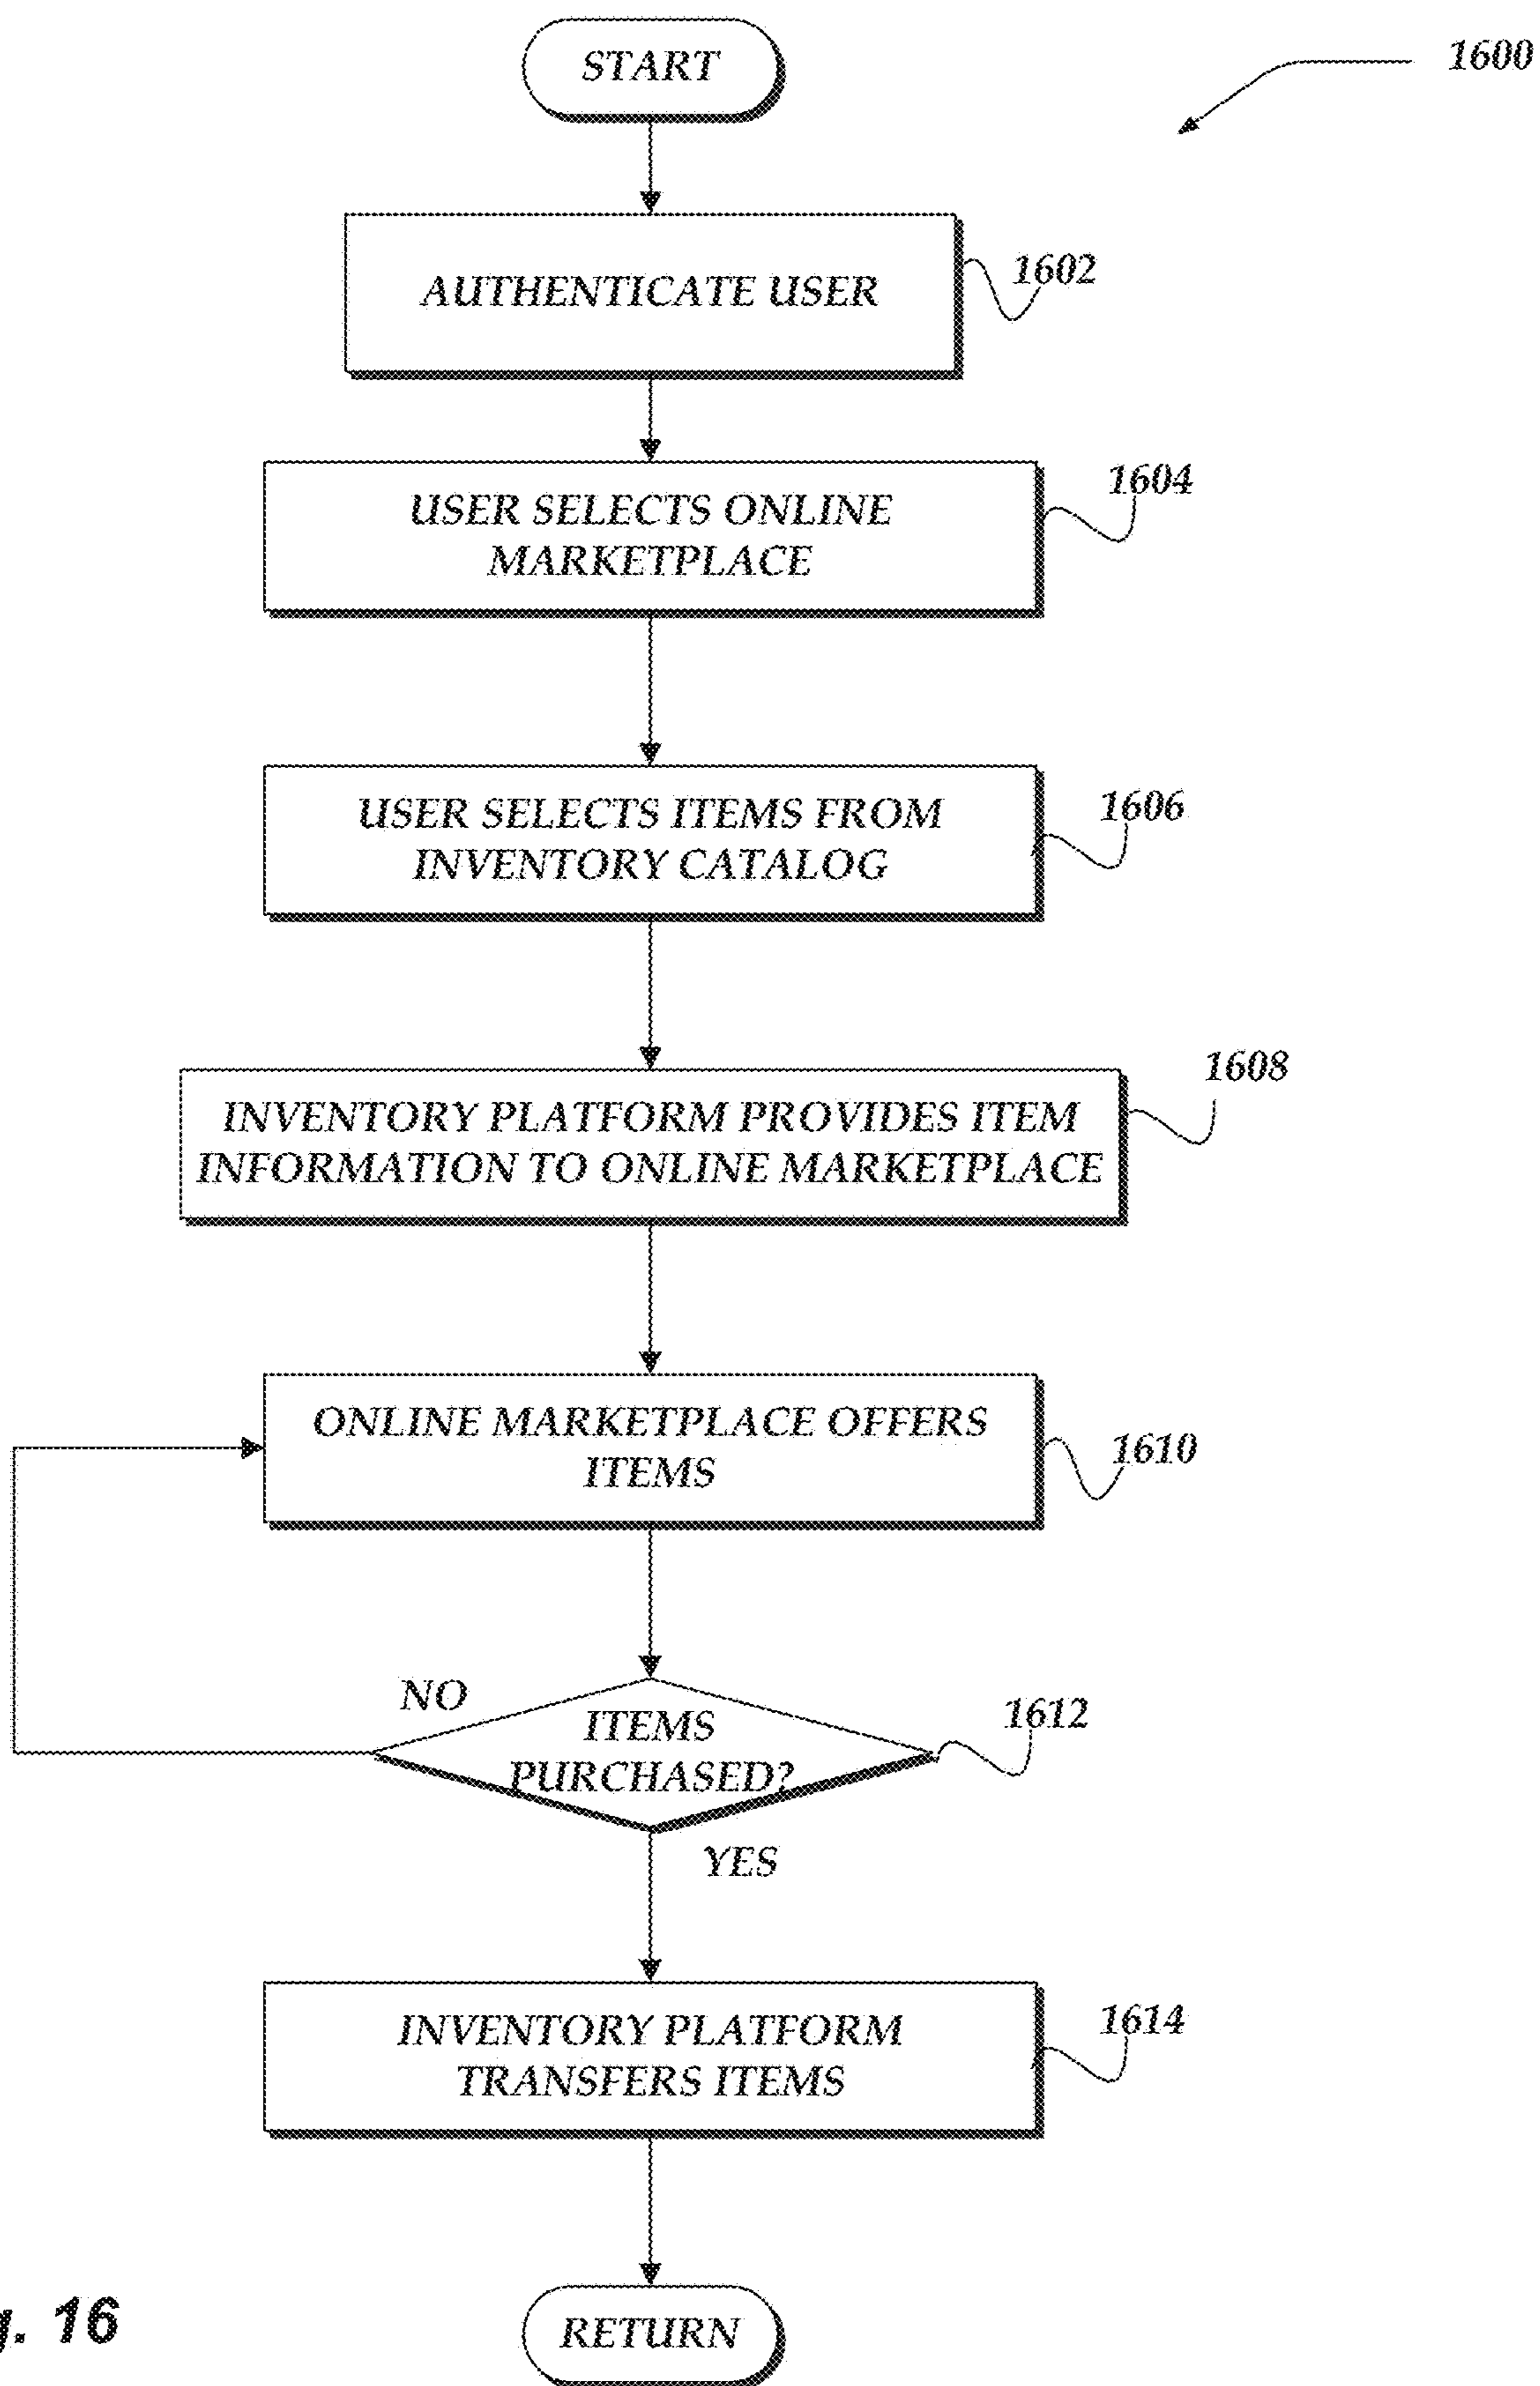 START
1600
AUTHENTICATE USER
1602
USER SELECTS ONLINE
MARKETPLACE
1604
USER SELECTS ITEMS FROM
INVENTORY CATALOG
1606
INVENTORY PLATFORM PROVIDES ITEM
INFORMATION TO ONLINE MARKETPLACE
1608
ONLINE MARKETPLACE OFFERS
ITEMS
1610
NO
ITEMS
PURCHASED?
1612
YES
INVENTORY PLATFORM
TRANSFERS ITEMS
1614
RETURN
g. 16